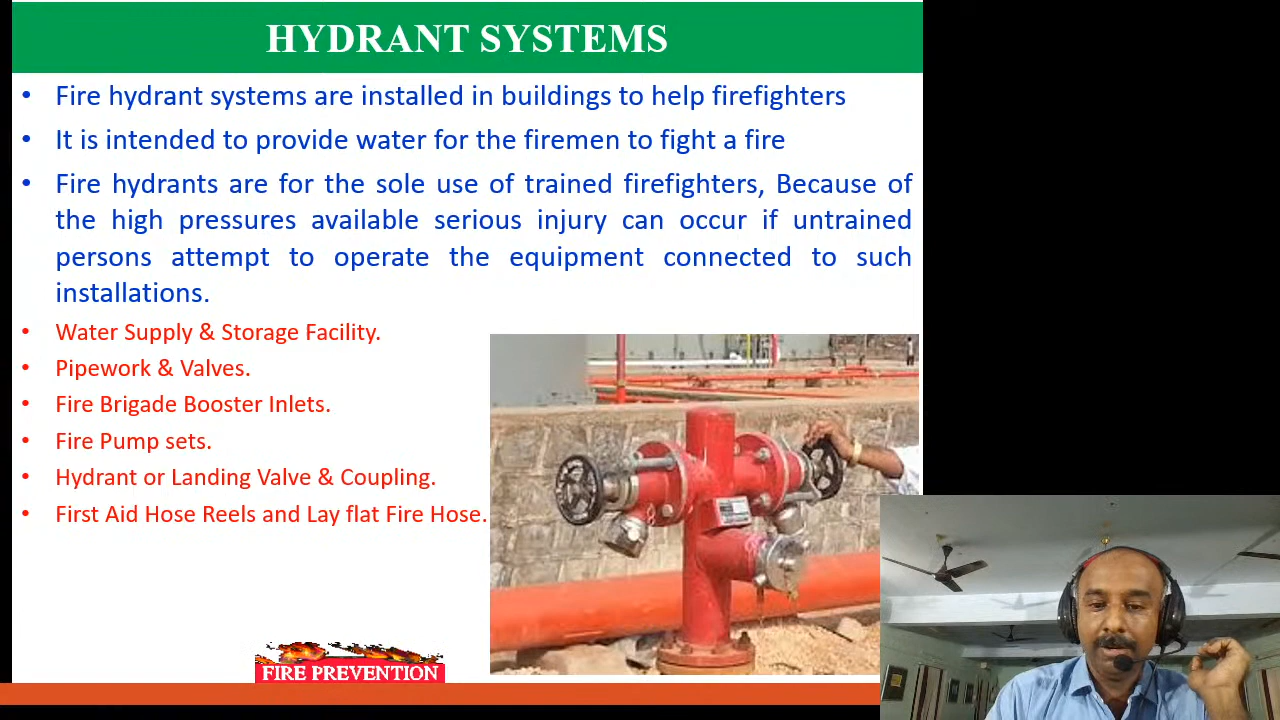 HYDRANT SYSTEMS
• Fire hydrant systems are installed in buildings to help firefighters
• It is intended to provide water for the firemen to fight a fire
• Fire hydrants are for the sole use of trained firefighters, Because of
the high pressures available serious injury can occur if untrained
persons attempt to operate the equipment connected to such
installations.
• Water Supply & Storage Facility.
• Pipework & Valves.
• Fire Brigade Booster Inlets.
• Fire Pump sets.
• Hydrant or Landing Valve & Coupling.
• First Aid Hose Reels and Lay flat Fire Hose.
FIRE PREVENTION